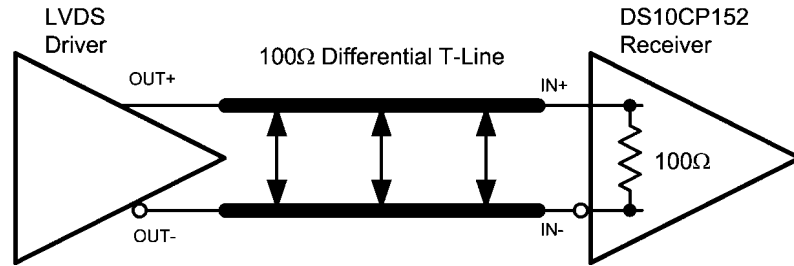 LVDS
Driver
DS10CP152
Receiver
100Ω Differential T-Line
OUT+
IN+
100Ω
OUT-
IN-